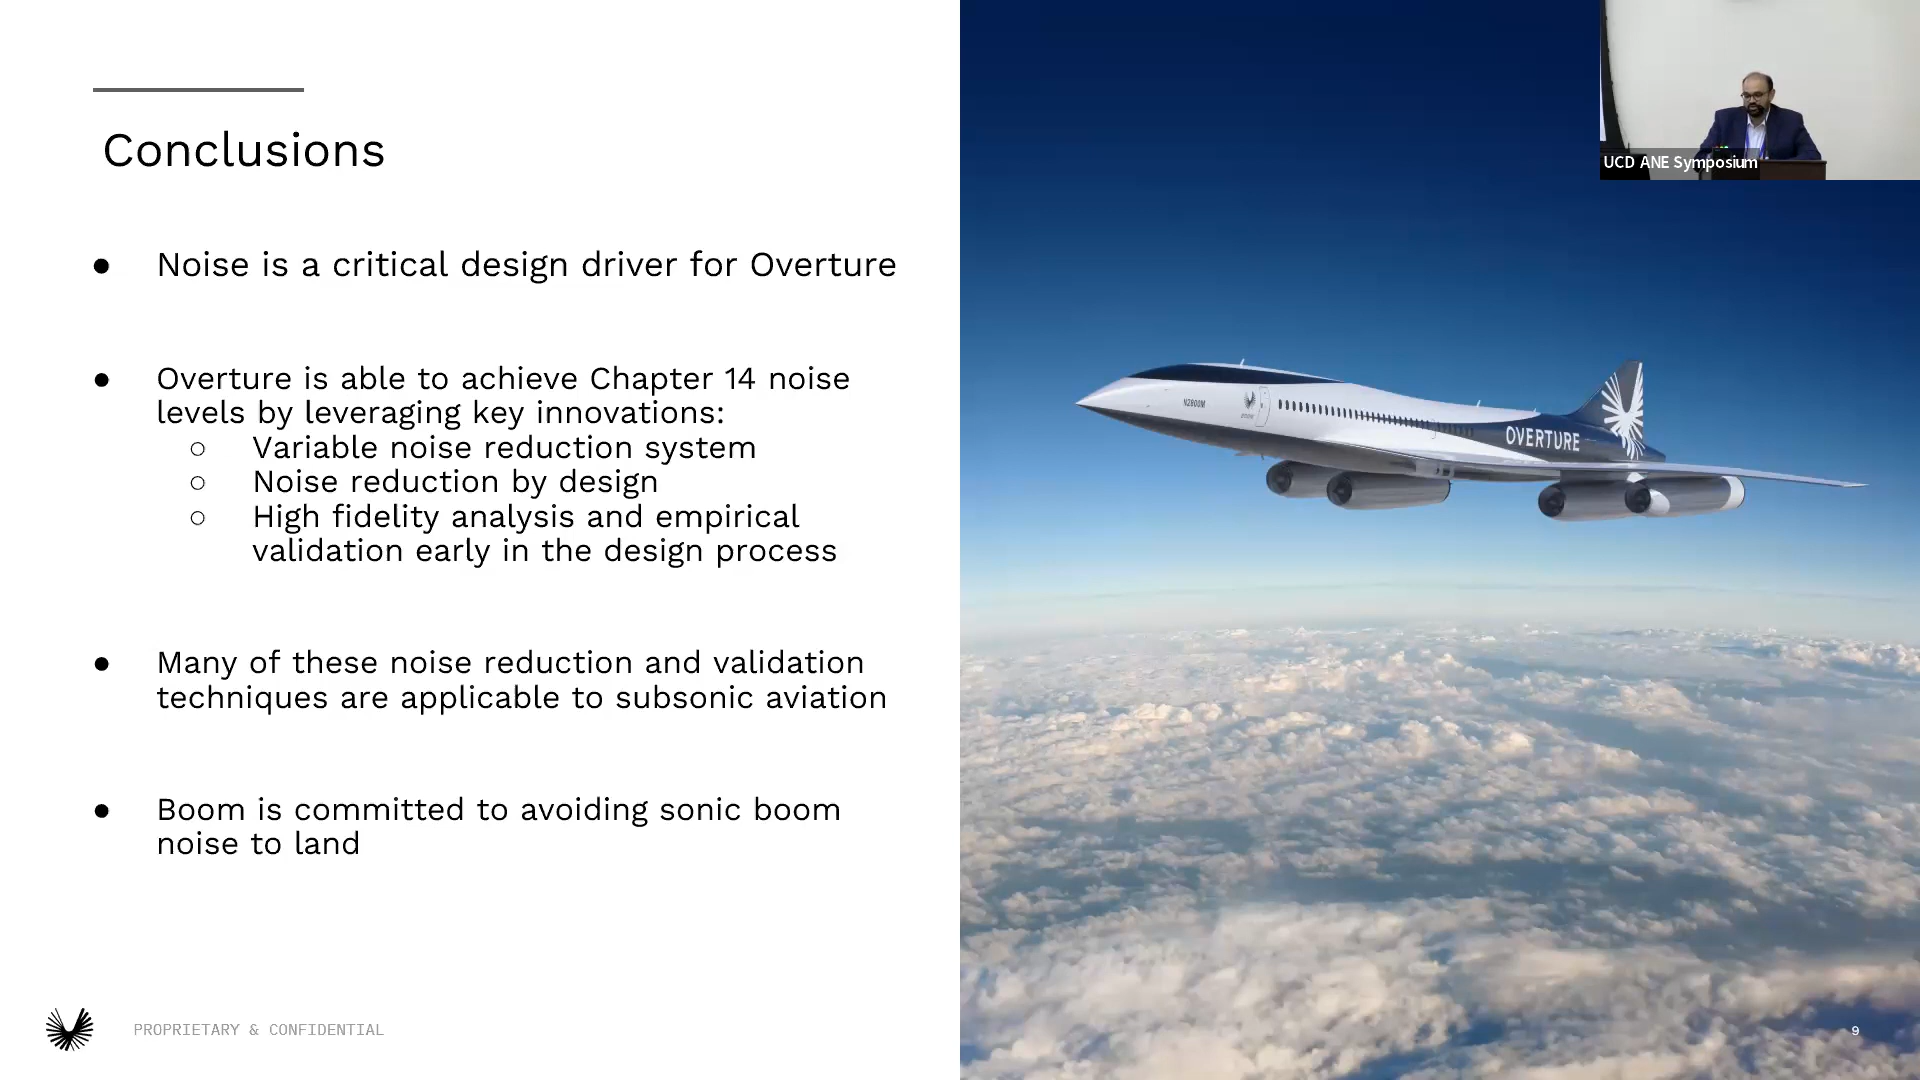 Conclusions
● Noise is a critical design driver for Overture
● Overture is able to achieve Chapter 14 noise
levels by leveraging key innovations:
○ Variable noise reduction system
○ Noise reduction by design
○ High fidelity analysis and empirical
validation early in the design process
● Many of these noise reduction and validation
techniques are applicable to subsonic aviation
● Boom is committed to avoiding sonic boom
noise to land
PROPRIETARY & CONFIDENTIAL
UCD ANE Symposium
N2800M
OVERTURE
9